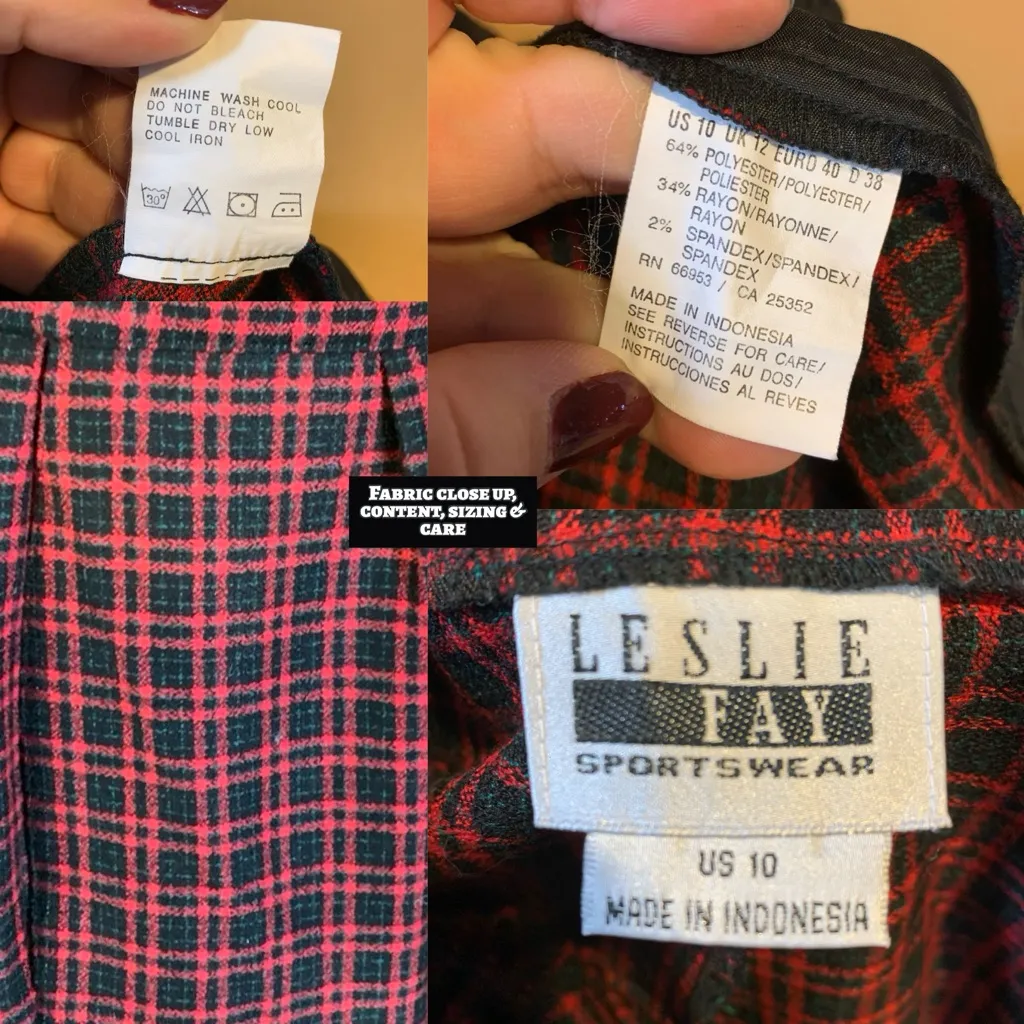 MACHINE WASH COOL
DO NOT BLEACH
TUMBLE DRY LOW
COOL IRON
30°
US 10 UK 12 EURO 40 D 38
64% POLYESTER/POLYESTER/
POLIESTER
34% RAYON/RAYONNE/
RAYON
2% SPANDEX/SPANDEX/
SPANDEX
RN 66953 / CA 25352
MADE IN INDONESIA
SEE REVERSE FOR CARE/
INSTRUCTIONS AU DOS/
INSTRUCCIONES AL REVES
FABRIC CLOSE UP,
CONTENT, SIZING &
CARE
LESLIE
FAY
SPORTSWEAR
US 10
MADE IN INDONESIA